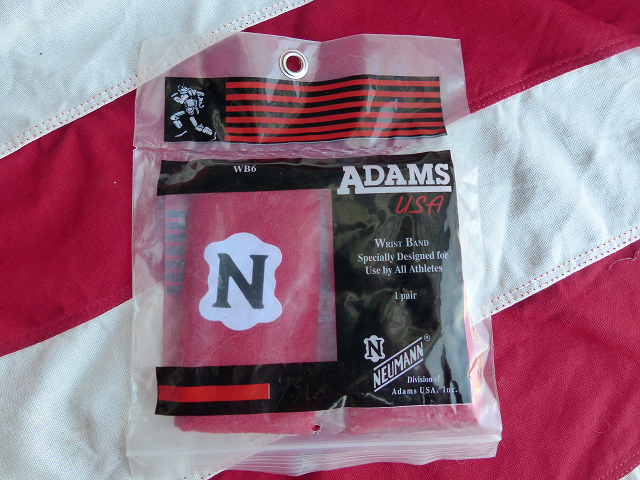 WB6
ADAMS
USA
WRIST BAND
Specially Designed for
Use by All Athletes
1 pair
N
N
NEUMANN®
Division of
Adams USA, Inc.